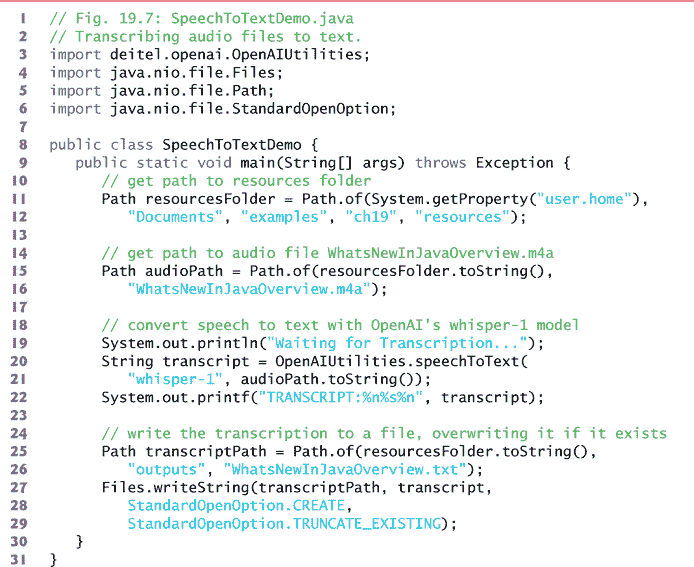 1 // Fig. 19.7: SpeechToTextDemo.java
2 // Transcribing audio files to text.
3 import deitel.openai.OpenAIUtilities;
4 import java.nio.file.Files;
5 import java.nio.file.Path;
6 import java.nio.file.StandardOpenOption;
7
8 public class SpeechToTextDemo {
9    public static void main(String[] args) throws Exception {
10       // get path to resources folder
11       Path resourcesFolder = Path.of(System.getProperty("user.home"),
12          "Documents", "examples", "ch19", "resources");
13
14       // get path to audio file WhatsNewInJavaOverview.m4a
15       Path audioPath = Path.of(resourcesFolder.toString(),
16          "WhatsNewInJavaOverview.m4a");
17
18       // convert speech to text with OpenAI's whisper-1 model
19       System.out.println("Waiting for Transcription...");
20       String transcript = OpenAIUtilities.speechToText(
21          "whisper-1", audioPath.toString());
22       System.out.printf("TRANSCRIPT:%n%s%n", transcript);
23
24       // write the transcription to a file, overwriting it if it exists
25       Path transcriptPath = Path.of(resourcesFolder.toString(),
26          "outputs", "WhatsNewInJavaOverview.txt");
27       Files.writeString(transcriptPath, transcript,
28          StandardOpenOption.CREATE,
29          StandardOpenOption.TRUNCATE_EXISTING);
30    }
31 }